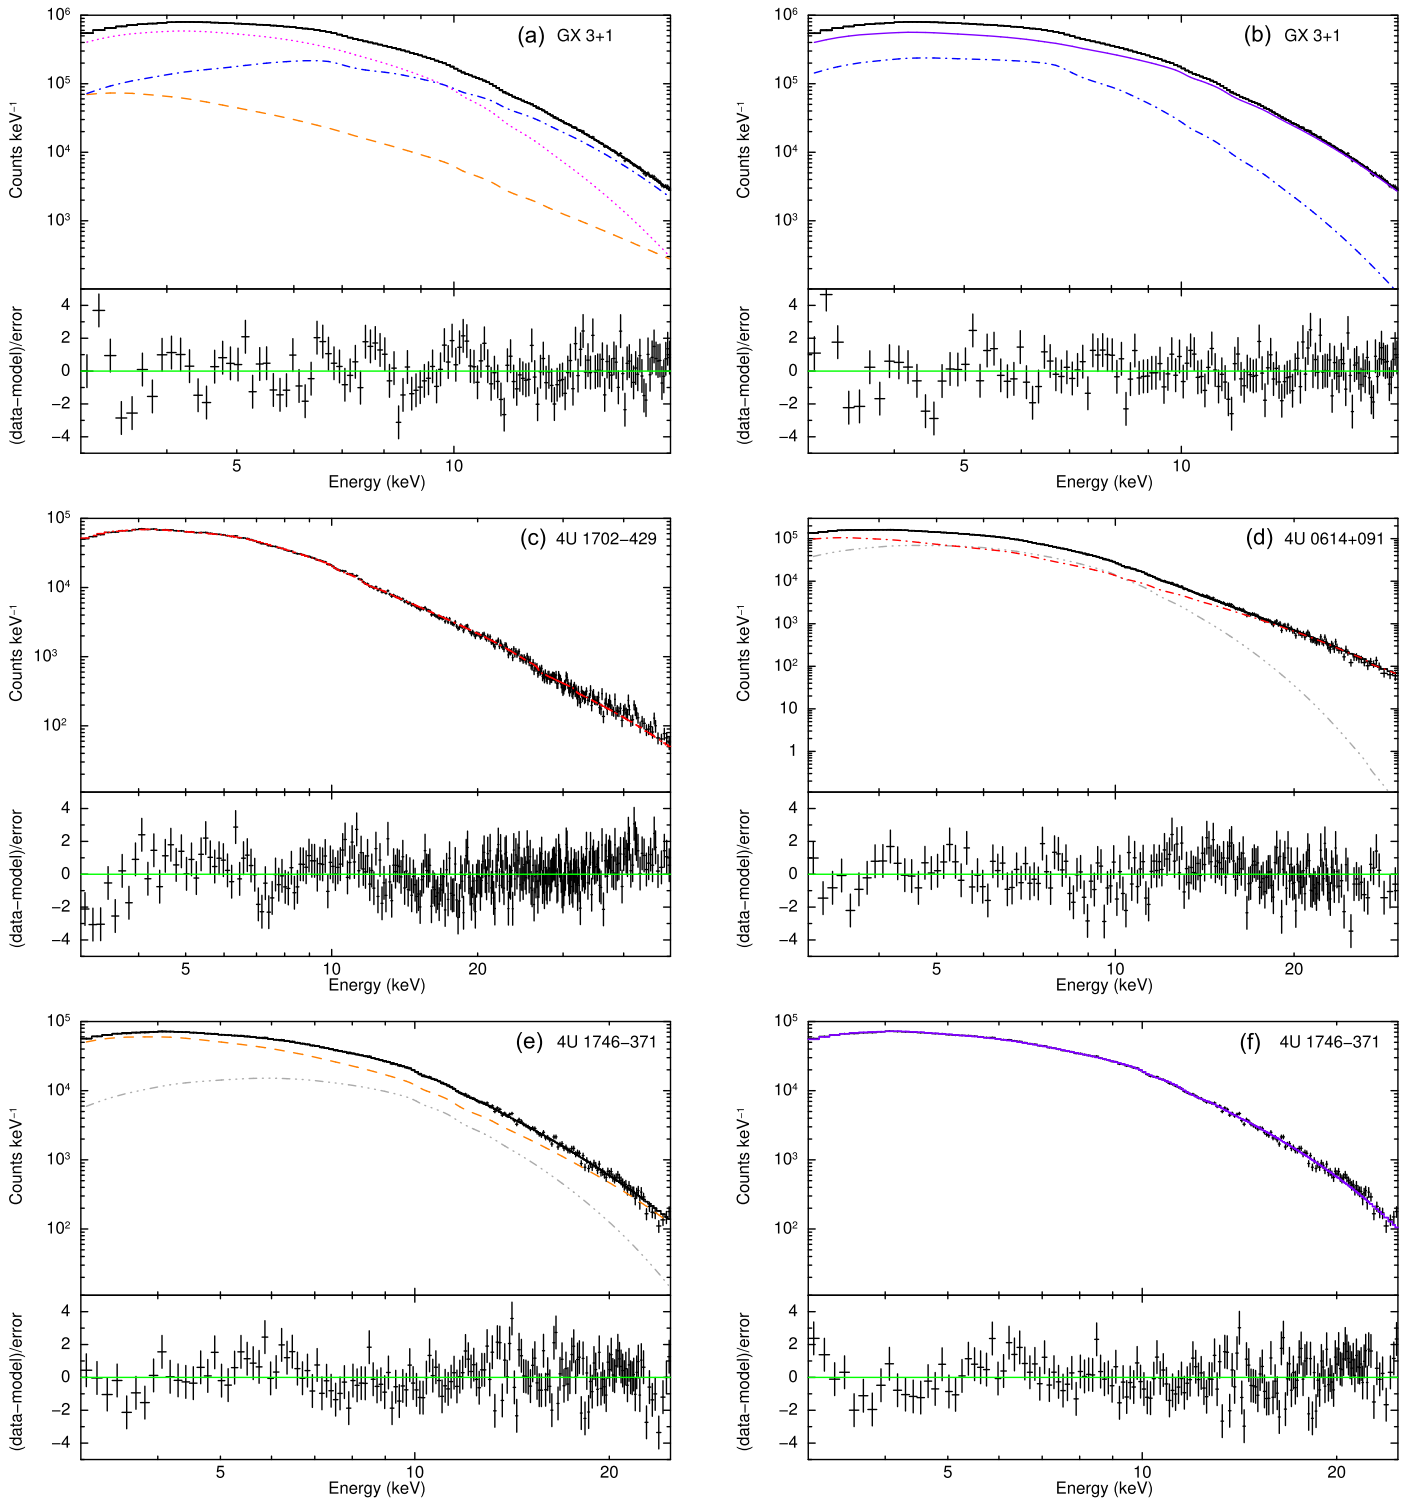 (a) GX 3+1
Counts keV⁻¹
10⁶
10⁵
10⁴
10³
(data−model)/error
4
2
0
−2
−4
5 10
Energy (keV)
(b) GX 3+1
Counts keV⁻¹
10⁶
10⁵
10⁴
10³
(data−model)/error
4
2
0
−2
−4
5 10
Energy (keV)
(c) 4U 1702−429
Counts keV⁻¹
10⁵
10⁴
10³
10²
(data−model)/error
4
2
0
−2
−4
5 10 20
Energy (keV)
(d) 4U 0614+091
Counts keV⁻¹
10⁵
10⁴
10³
10²
10
1
(data−model)/error
4
2
0
−2
−4
5 10 20
Energy (keV)
(e) 4U 1746−371
Counts keV⁻¹
10⁵
10⁴
10³
10²
(data−model)/error
4
2
0
−2
−4
5 10 20
Energy (keV)
(f) 4U 1746−371
Counts keV⁻¹
10⁵
10⁴
10³
10²
(data−model)/error
4
2
0
−2
−4
5 10 20
Energy (keV)